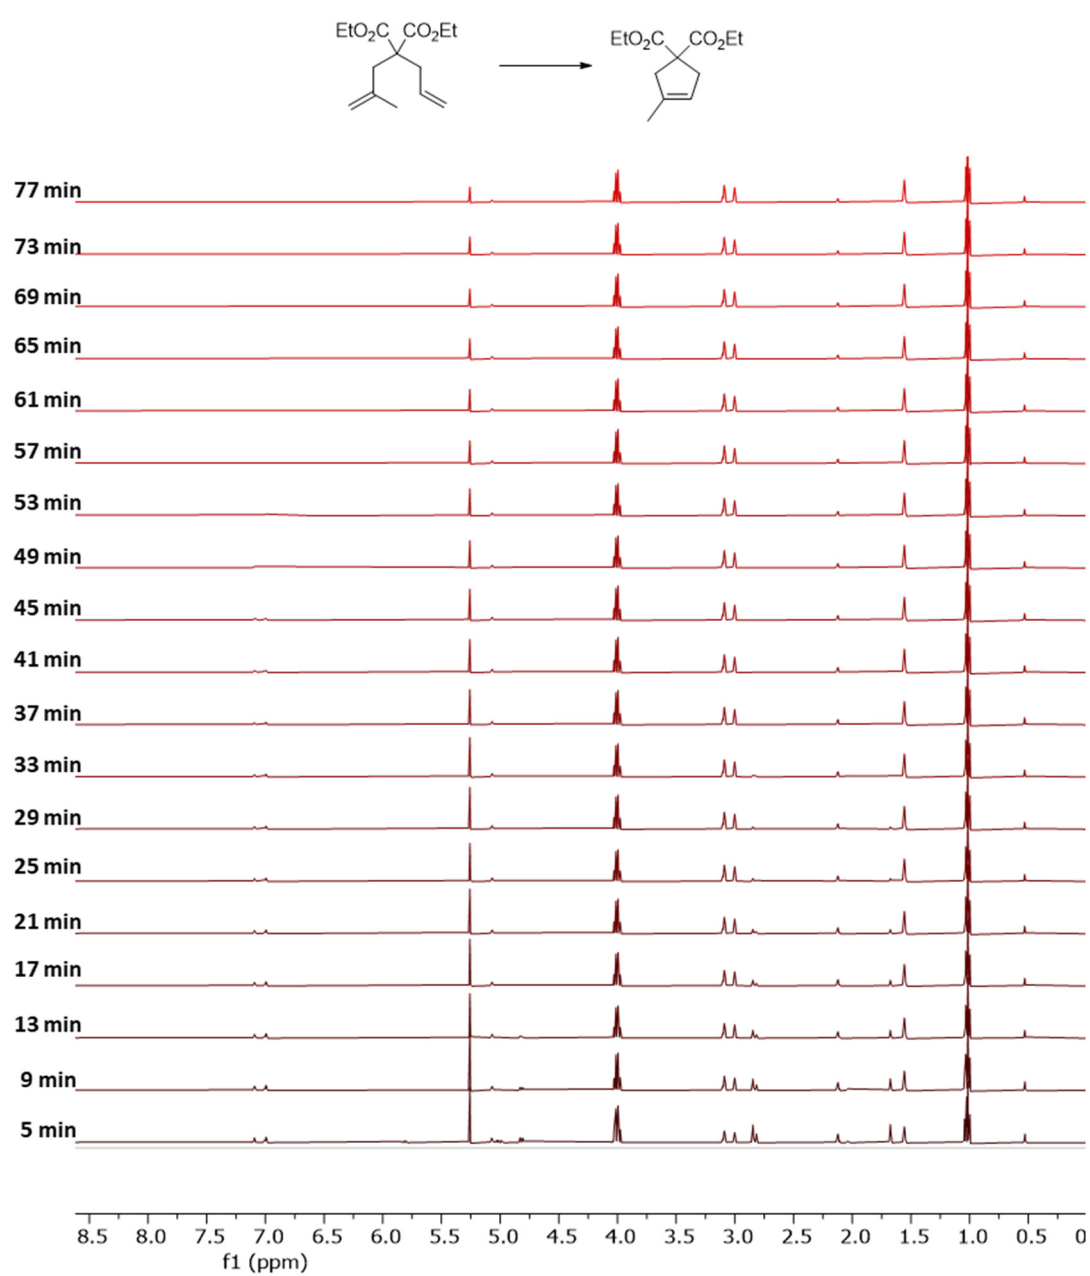 EtO₂C CO₂Et
EtO₂C CO₂Et
77 min
73 min
69 min
65 min
61 min
57 min
53 min
49 min
45 min
41 min
37 min
33 min
29 min
25 min
21 min
17 min
13 min
9 min
5 min
8.5 8.0 7.5 7.0 6.5 6.0 5.5 5.0 4.5 4.0 3.5 3.0 2.5 2.0 1.5 1.0 0.5 0
f1 (ppm)